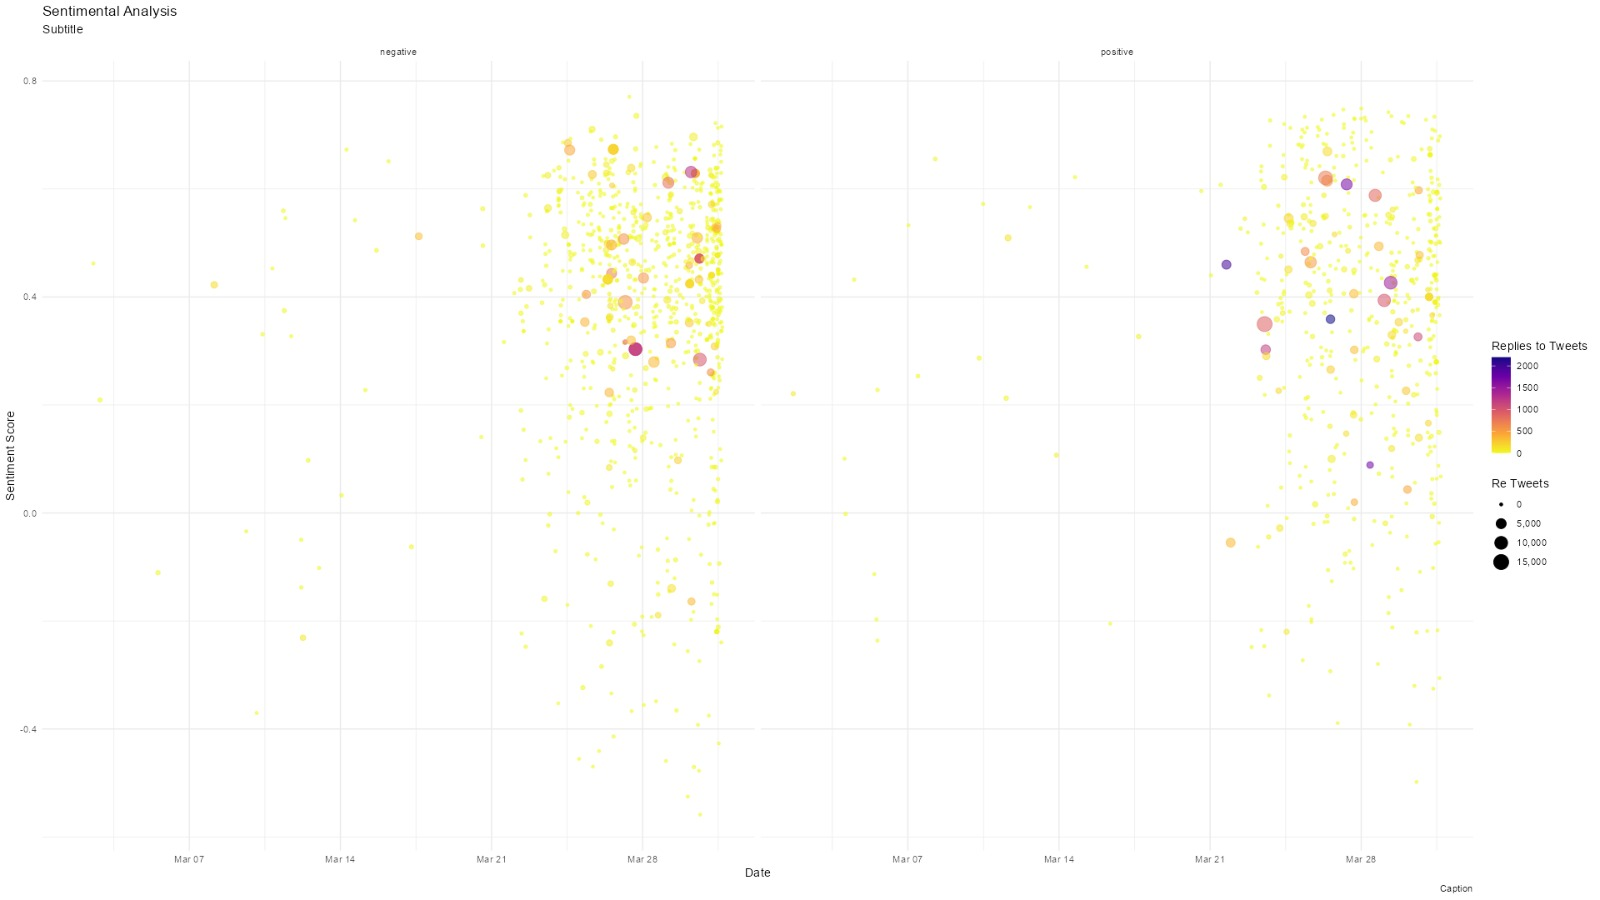 Sentimental Analysis
Subtitle
negative
positive
0.8
0.4
0.0
-0.4
Sentiment Score
Mar 07
Mar 14
Mar 21
Mar 28
Mar 07
Mar 14
Mar 21
Mar 28
Date
Replies to Tweets
2000
1500
1000
500
0
Re Tweets
0
5,000
10,000
15,000
Caption